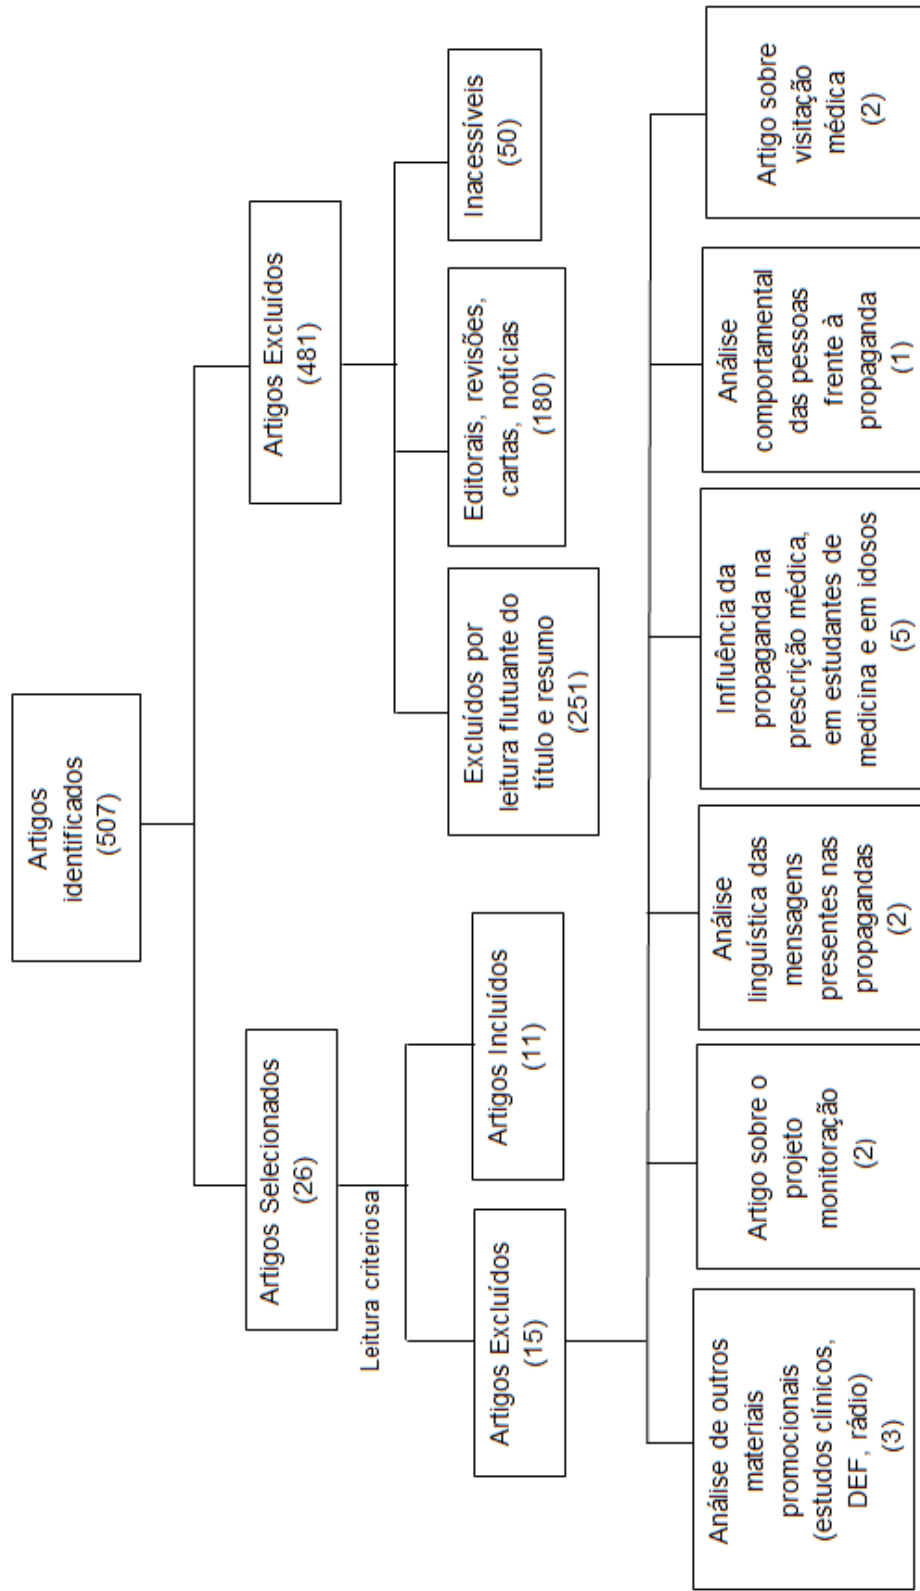 Artigos
identificados
(507)
Artigos Selecionados
(26)
Artigos Excluídos
(481)
Leitura criteriosa
Artigos Excluídos
(15)
Artigos Incluídos
(11)
Excluídos por
leitura flutuante do
título e resumo
(251)
Editorais, revisões,
cartas, notícias
(180)
Inacessíveis
(50)
Análise de outros
materiais
promocionais
(estudos clínicos,
DEF, rádio)
(3)
Artigo sobre o
projeto
monitoração
(2)
Análise
linguística das
mensagens
presentes nas
propagandas
(2)
Influência da
propaganda na
prescrição médica,
em estudantes de
medicina e em idosos
(5)
Análise
comportamental
das pessoas
frente à
propaganda
(1)
Artigo sobre
visitação
médica
(2)